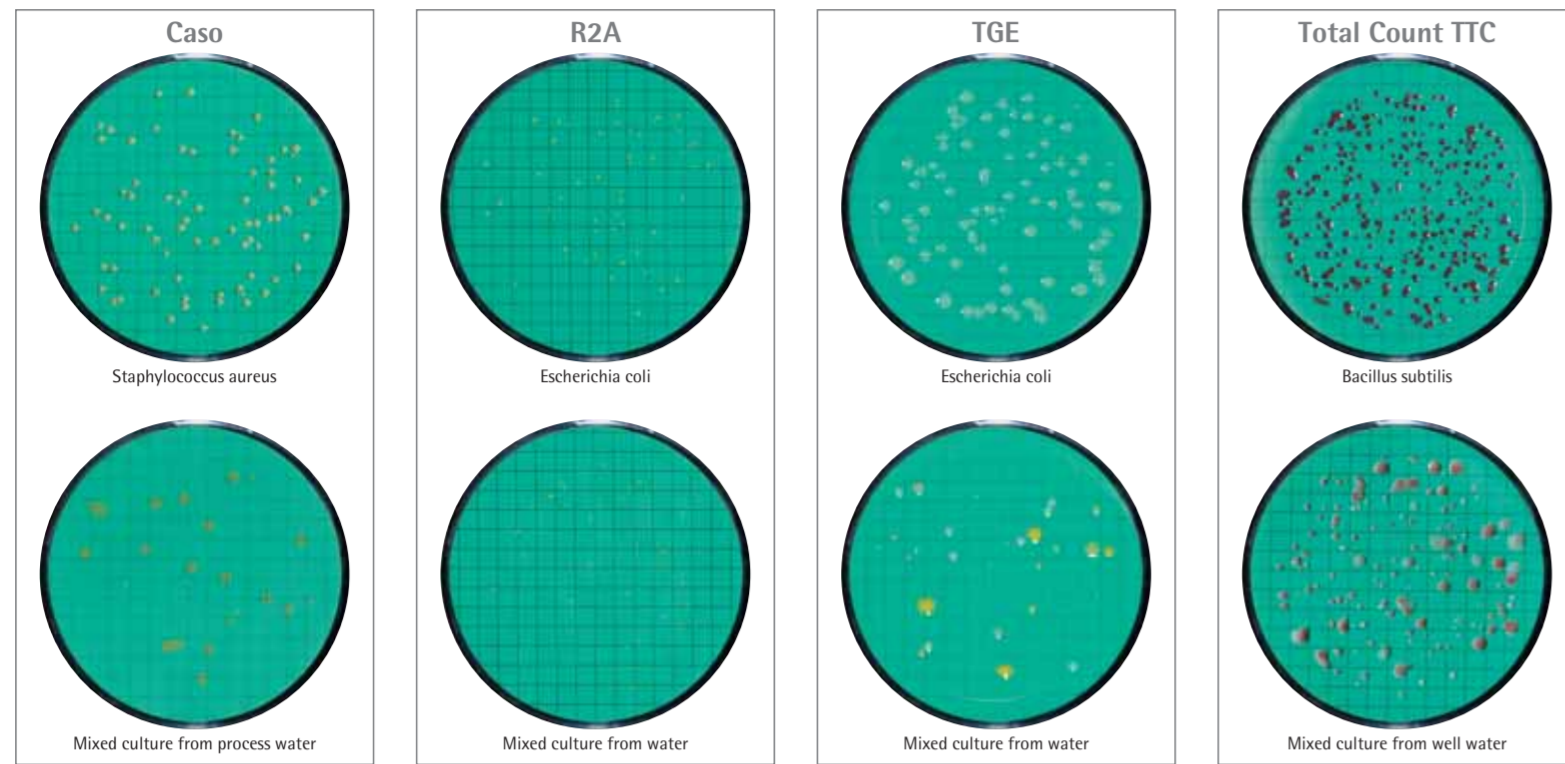 Caso
Staphylococcus aureus
Mixed culture from process water
R2A
Escherichia coli
Mixed culture from water
TGE
Escherichia coli
Mixed culture from water
Total Count TTC
Bacillus subtilis
Mixed culture from well water